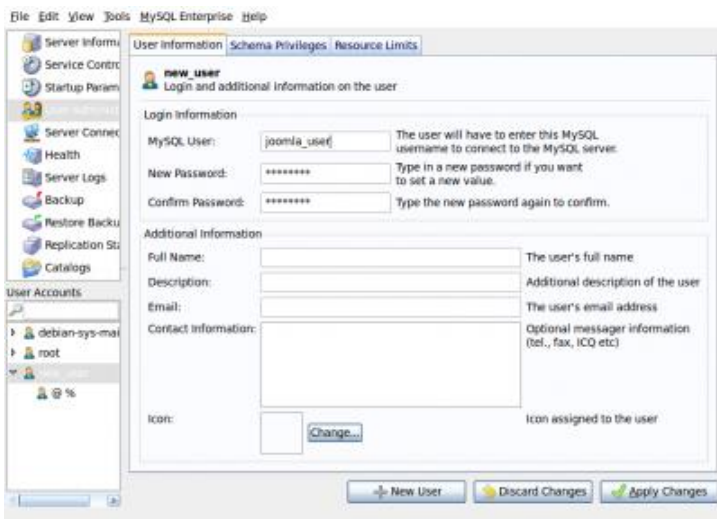 File Edit View Tools MySQL Enterprise Help
Server Informa
Service Contro
Startup Param
Server Connec
Health
Server Logs
Backup
Restore Backu
Replication Sta
Catalogs
User Accounts
debian-sys-mai
root
new_user
@ %
User Information Schema Privileges Resource Limits
new_user
Login and additional information on the user
Login Information
MySQL User: joomla_user The user will have to enter this MySQL
username to connect to the MySQL server.
New Password: ******** Type in a new password if you want
to set a new value.
Confirm Password: ******** Type the new password again to confirm.
Additional Information
Full Name: The user's full name
Description: Additional description of the user
Email: The user's email address
Contact Information: Optional messager information
(tel., fax, ICQ etc)
Icon: Change... Icon assigned to the user
New User Discard Changes Apply Changes